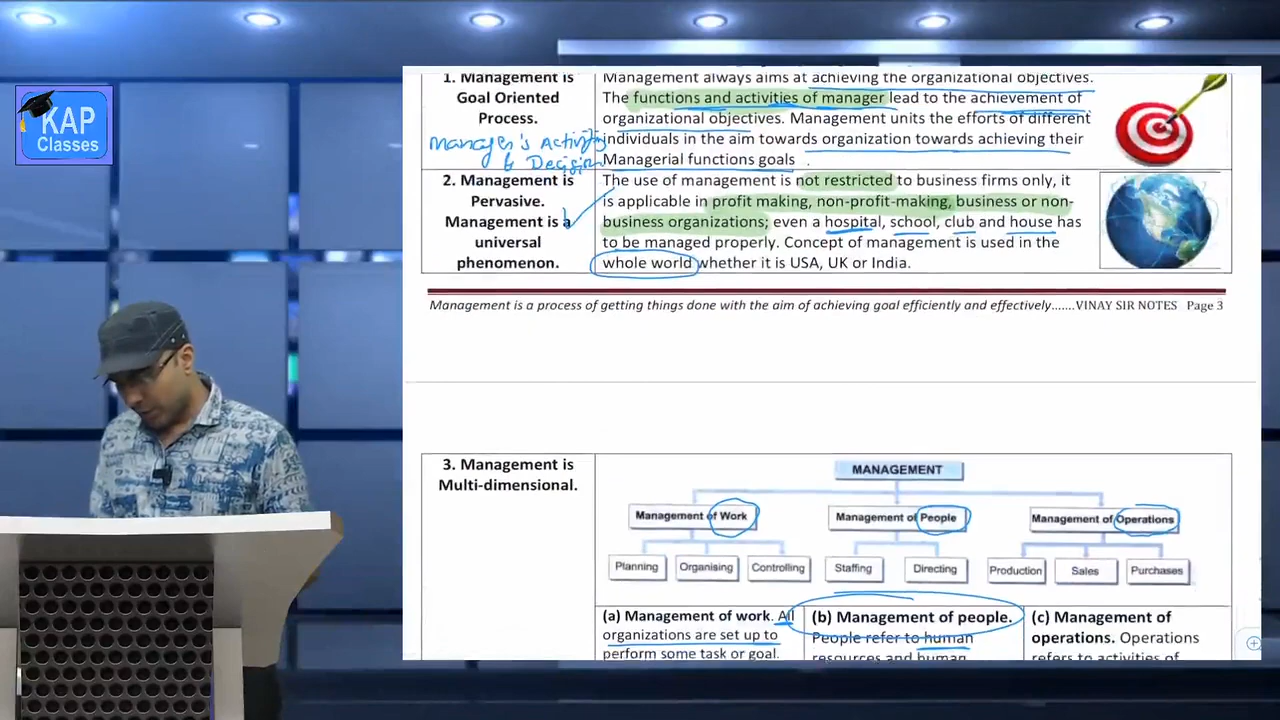 KAP
Classes
1. Management is
Goal Oriented
Process.
Manager's Activities
& Decision
Management always aims at achieving the organizational objectives.
The functions and activities of manager lead to the achievement of
organizational objectives. Management units the efforts of different
individuals in the aim towards organization towards achieving their
Managerial functions goals .
2. Management is
Pervasive.
Management is a
universal
phenomenon.
The use of management is not restricted to business firms only, it
is applicable in profit making, non-profit-making, business or non-
business organizations; even a hospital, school, club and house has
to be managed properly. Concept of management is used in the
whole world whether it is USA, UK or India.
Management is a process of getting things done with the aim of achieving goal efficiently and effectively.......VINAY SIR NOTES Page 3
3. Management is
Multi-dimensional.
MANAGEMENT
Management of Work
Management of People
Management of Operations
Planning
Organising
Controlling
Staffing
Directing
Production
Sales
Purchases
(a) Management of work. All
organizations are set up to
perform some task or goal.
(b) Management of people.
People refer to human
resources and human
(c) Management of
operations. Operations
refers to activities of